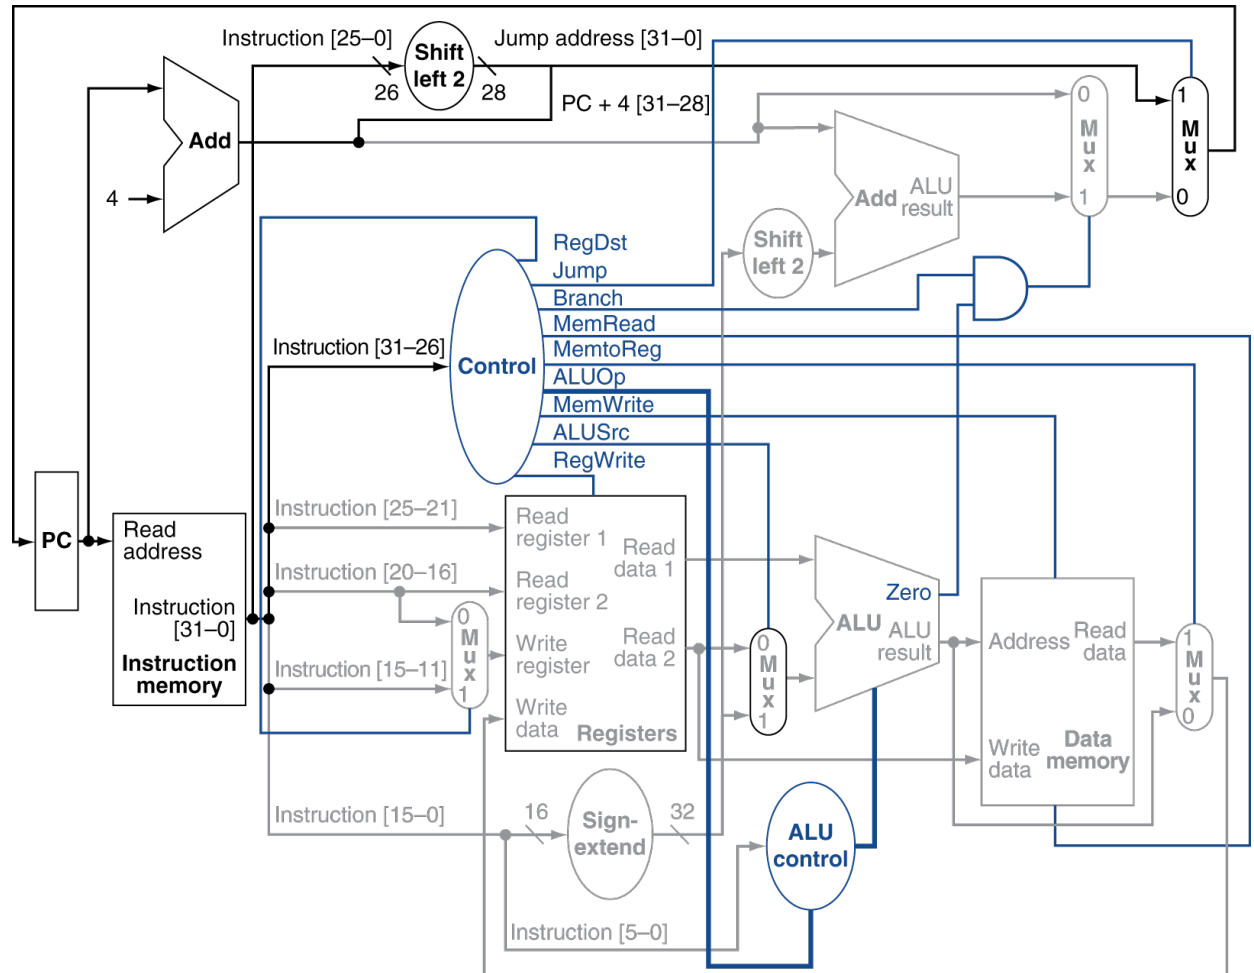 Instruction [25–0]
Shift
left 2
Jump address [31–0]
26
28
PC + 4 [31–28]
Add
4
0
M
u
x
1
1
M
u
x
0
Add
ALU
result
Shift
left 2
RegDst
Jump
Branch
MemRead
MemtoReg
ALUOp
MemWrite
ALUSrc
RegWrite
Instruction [31–26]
Control
PC
Read
address
Instruction
[31–0]
Instruction
memory
Instruction [25–21]
Instruction [20–16]
Instruction [15–11]
0
M
u
x
1
Read
register 1
Read
register 2
Write
register
Write
data
Read
data 1
Read
data 2
Registers
0
M
u
x
1
Zero
ALU
ALU
result
Address
Read
data
Write
data
Data
memory
1
M
u
x
0
Instruction [15–0]
16
Sign-
extend
32
ALU
control
Instruction [5–0]